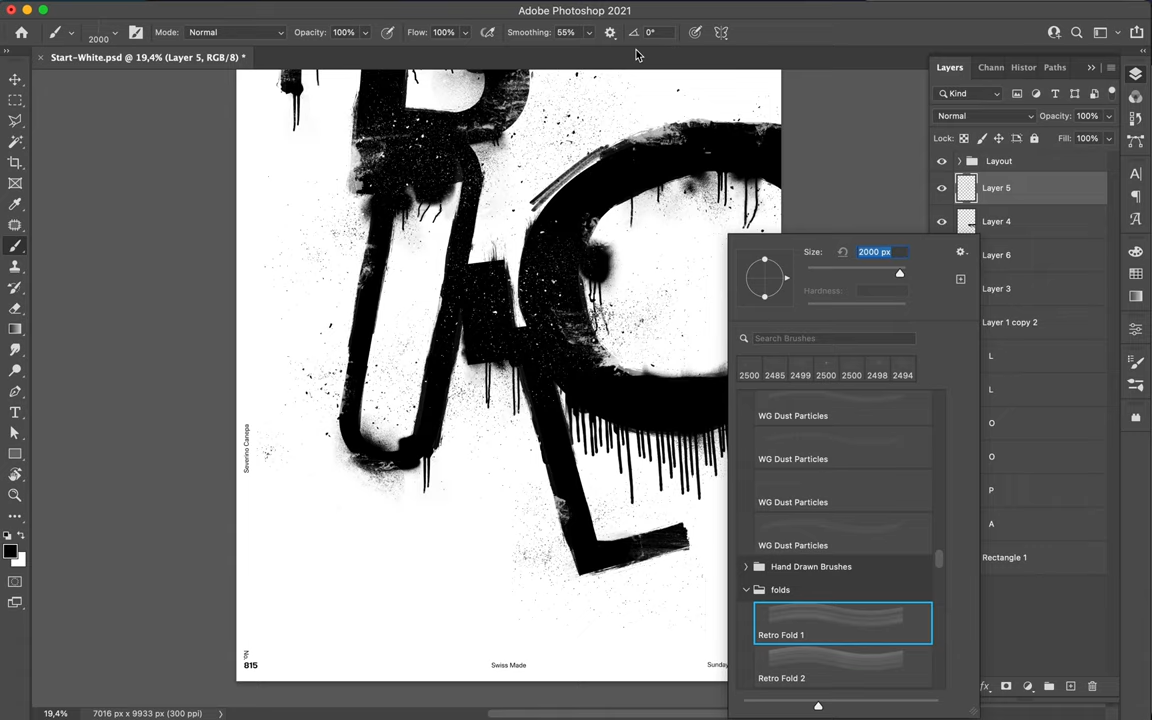 Adobe Photoshop 2021
2000
Mode: Normal
Opacity: 100%
Flow: 100%
Smoothing: 55%
0°
Start-White.psd @ 19,4% (Layer 5, RGB/8) *
Layers
Chann
Histor
Paths
Kind
Normal
Opacity: 100%
Lock:
Fill: 100%
Layout
Layer 5
Layer 4
Layer 6
Layer 3
Layer 1 copy 2
L
L
O
O
P
A
Rectangle 1
Size: 2000 px
Hardness:
Search Brushes
2500 2485 2499 2500 2500 2498 2494
WG Dust Particles
WG Dust Particles
WG Dust Particles
WG Dust Particles
Hand Drawn Brushes
folds
Retro Fold 1
Retro Fold 2
Severino Canepa
No.
815
Swiss Made
Sunday
fx
19,4%
7016 px x 9933 px (300 ppi)